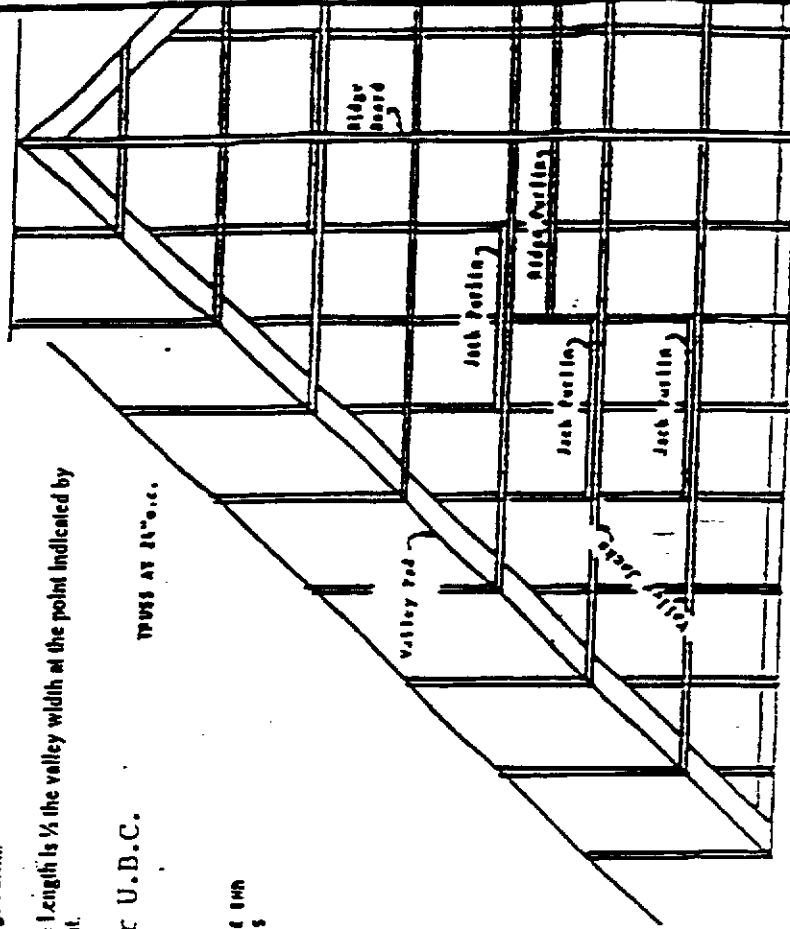 Length is ½ the valley width at the point indicated by
U.B.C.
TRUSS AT 24" o.c.
Valley Pad
Valley Jacks
Jack Purlin
Jack Purlin
Jack Purlin
Ridge Purlin
Ridge Board